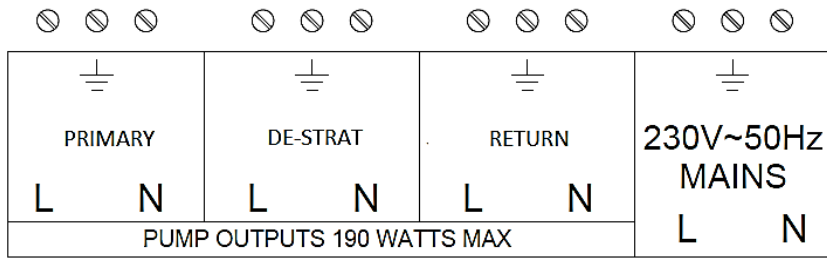 PRIMARY DE-STRAT RETURN 230V~50Hz
MAINS
L N L N L N L N
PUMP OUTPUTS 190 WATTS MAX